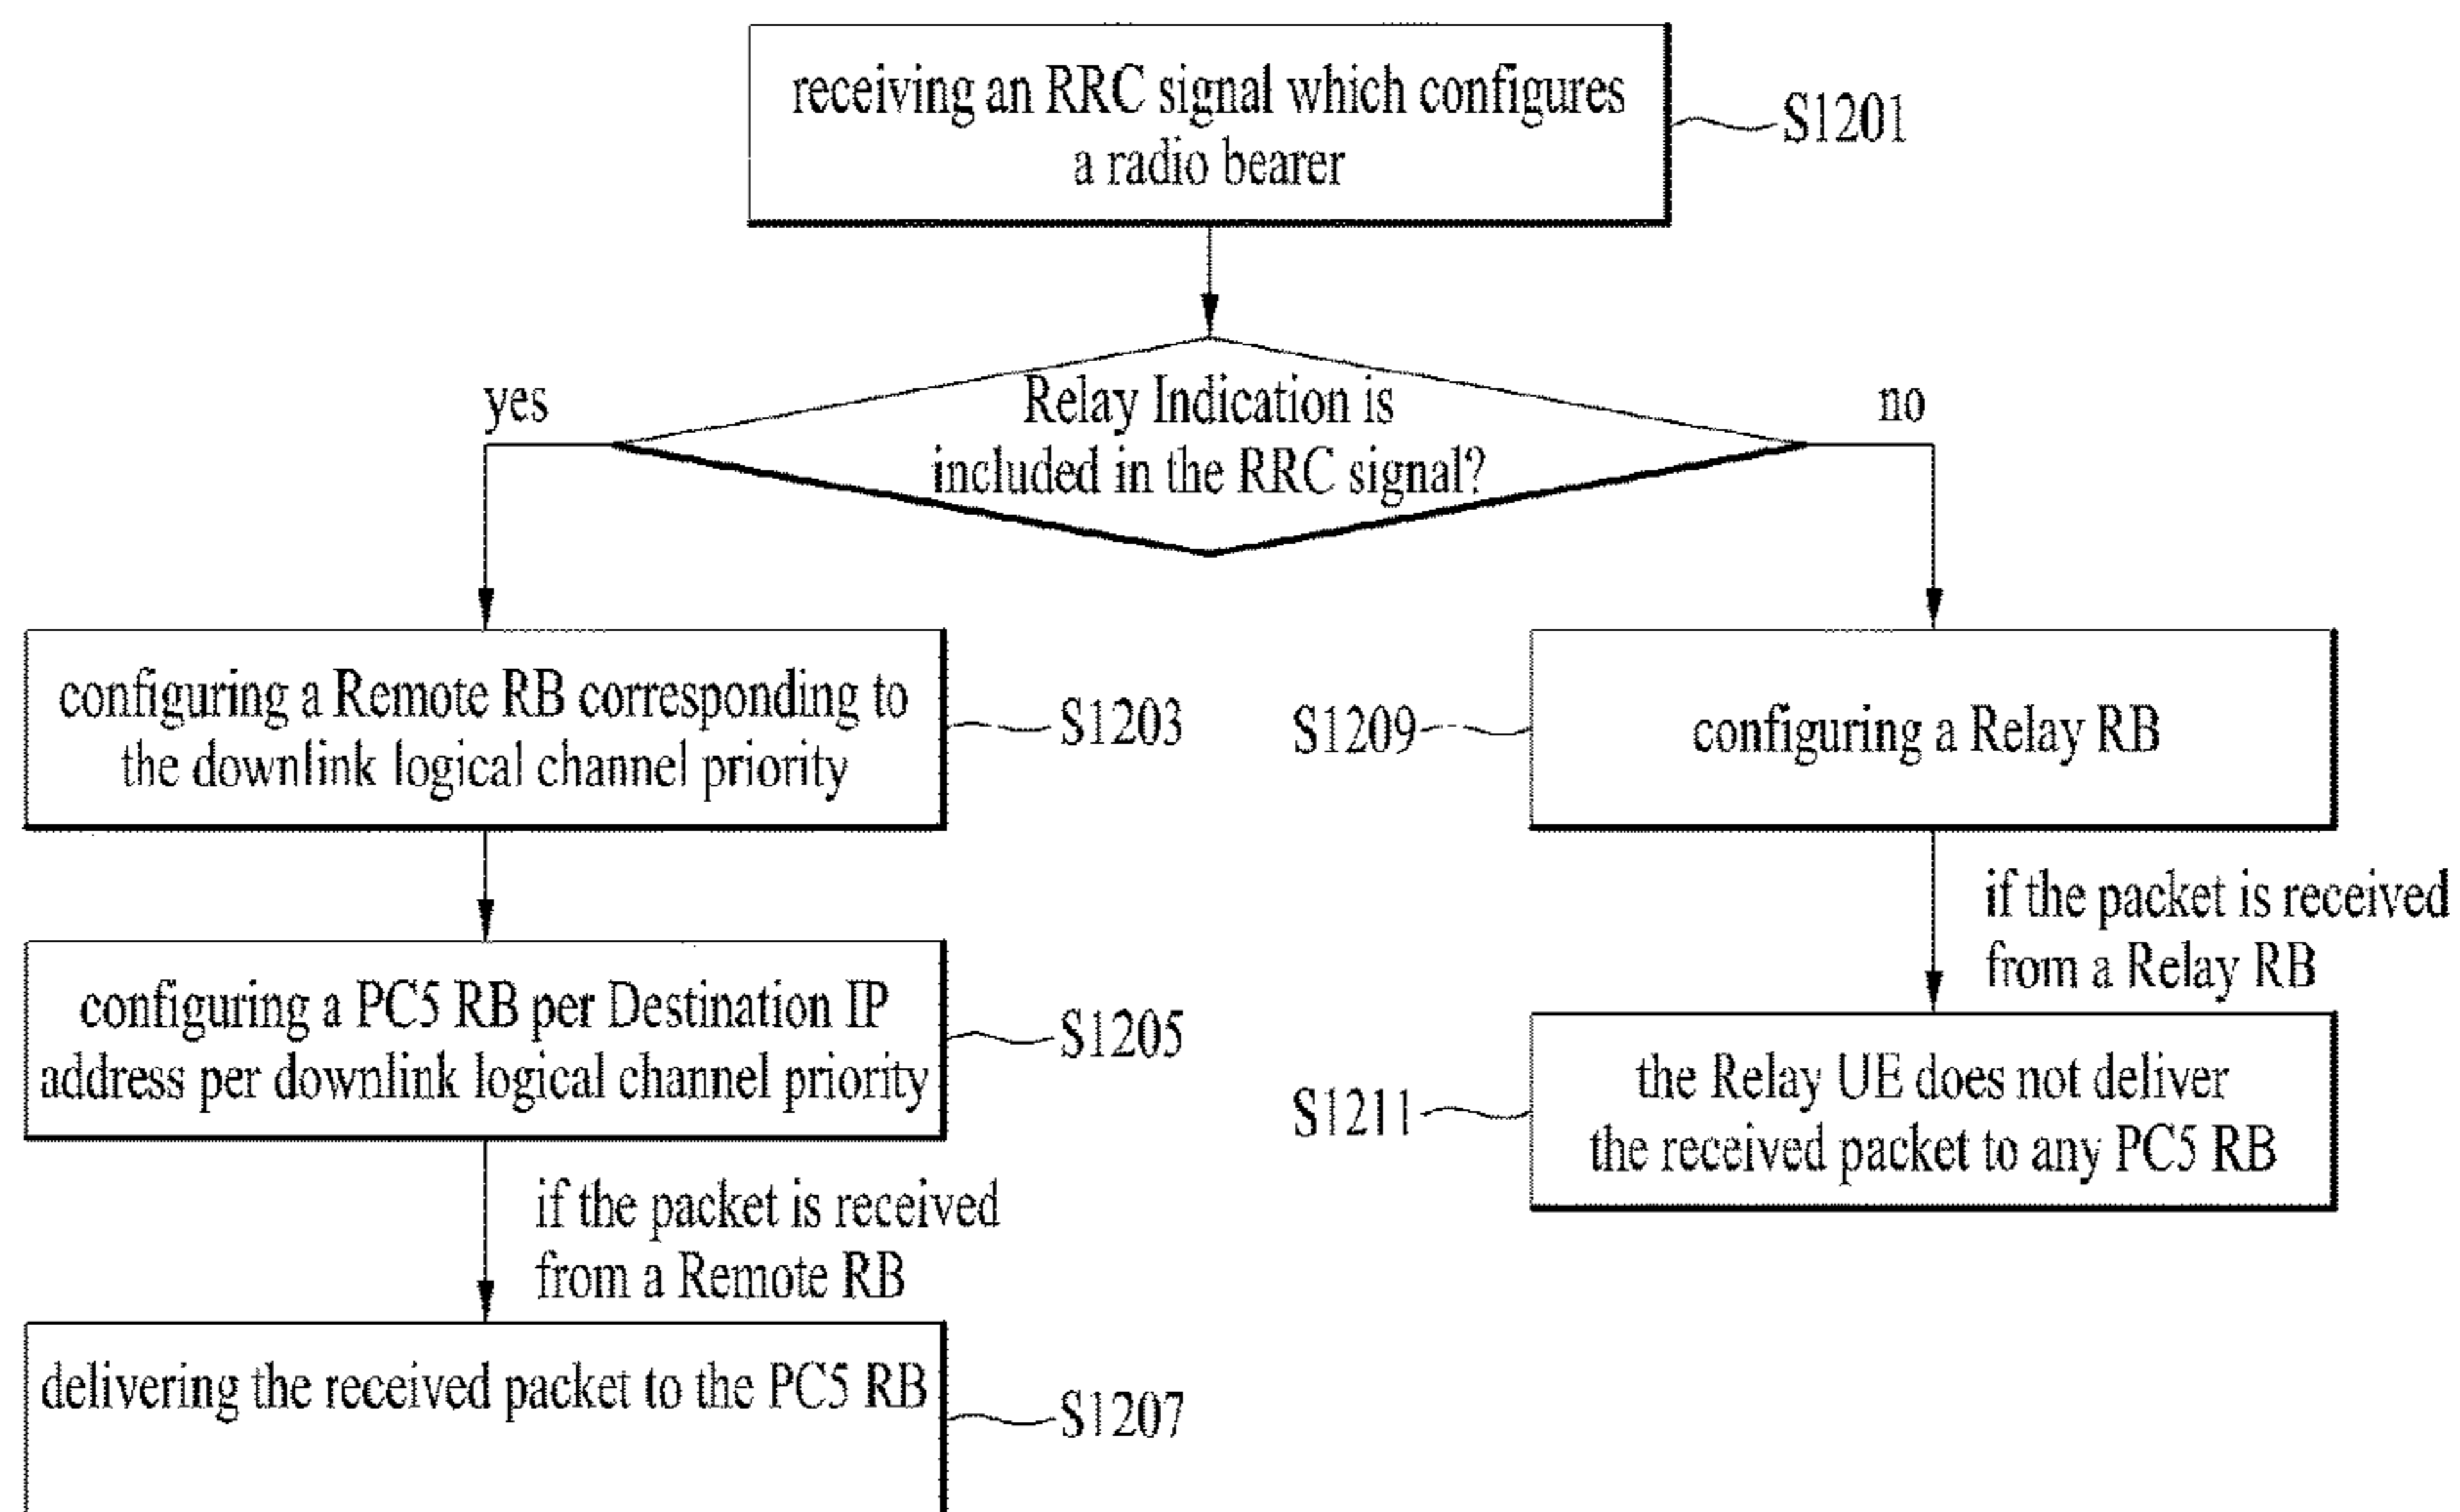 receiving an RRC signal which configures
a radio bearer
S1201
yes
Relay Indication is
included in the RRC signal?
no
configuring a Remote RB corresponding to
the downlink logical channel priority
S1203
S1209
configuring a Relay RB
if the packet is received
from a Relay RB
configuring a PC5 RB per Destination IP
address per downlink logical channel priority
S1205
S1211
the Relay UE does not deliver
the received packet to any PC5 RB
if the packet is received
from a Remote RB
delivering the received packet to the PC5 RB
S1207